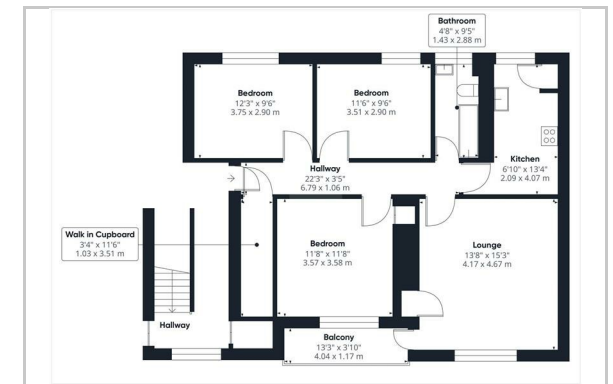 Bathroom
4'8" x 9'5"
1.43 x 2.88 m
Bedroom
12'3" x 9'6"
3.75 x 2.90 m
Bedroom
11'6" x 9'6"
3.51 x 2.90 m
Kitchen
6'10" x 13'4"
2.09 x 4.07 m
Hallway
22'3" x 3'5"
6.79 x 1.06 m
Walk in Cupboard
3'4" x 11'6"
1.03 x 3.51 m
Bedroom
11'8" x 11'8"
3.57 x 3.58 m
Lounge
13'8" x 15'3"
4.17 x 4.67 m
Hallway
Balcony
13'3" x 3'10"
4.04 x 1.17 m